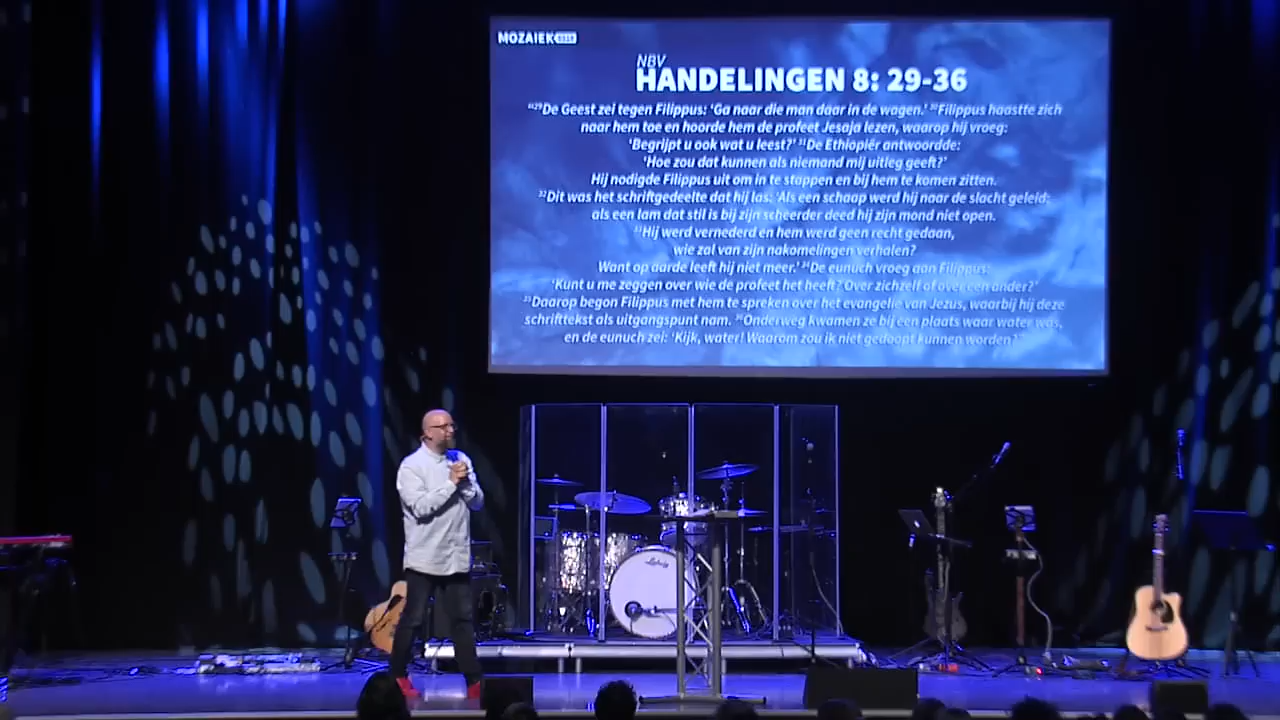 MOZAIEK0318
NBV
HANDELINGEN 8: 29-36
"29De Geest zei tegen Filippus: 'Ga naar die man daar in de wagen.' 30Filippus haastte zich
naar hem toe en hoorde hem de profeet Jesaja lezen, waarop hij vroeg:
'Begrijpt u ook wat u leest?' 31De Ethiopiër antwoordde:
'Hoe zou dat kunnen als niemand mij uitleg geeft?'
Hij nodigde Filippus uit om in te stappen en bij hem te komen zitten.
32Dit was het schriftgedeelte dat hij las: 'Als een schaap werd hij naar de slacht geleid;
als een lam dat stil is bij zijn scheerder deed hij zijn mond niet open.
33Hij werd vernederd en hem werd geen recht gedaan,
wie zal van zijn nakomelingen verhalen?
Want op aarde leeft hij niet meer.' 34De eunuch vroeg aan Filippus:
'Kunt u me zeggen over wie de profeet het heeft? Over zichzelf of over een ander?'
35Daarop begon Filippus met hem te spreken over het evangelie van Jezus, waarbij hij deze
schrifttekst als uitgangspunt nam. 36Onderweg kwamen ze bij een plaats waar water was,
en de eunuch zei: 'Kijk, water! Waarom zou ik niet gedoopt kunnen worden?'
Ludwig